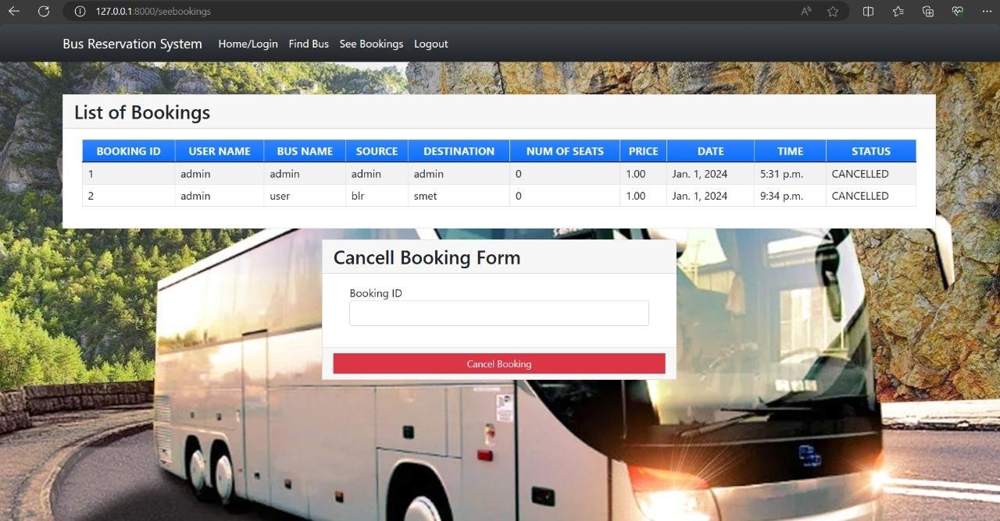 127.0.0.1:8000/seebookings
Bus Reservation System Home/Login Find Bus See Bookings Logout
List of Bookings
BOOKING ID USER NAME BUS NAME SOURCE DESTINATION NUM OF SEATS PRICE DATE TIME STATUS
1 admin admin admin admin 0 1.00 Jan. 1, 2024 5:31 p.m. CANCELLED
2 admin user blr smet 0 1.00 Jan. 1, 2024 9:34 p.m. CANCELLED
Cancell Booking Form
Booking ID
Cancel Booking